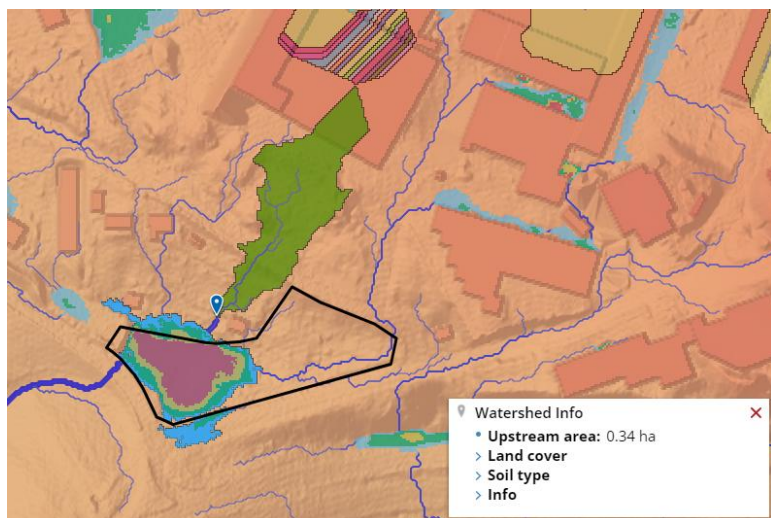 Watershed Info
Upstream area: 0.34 ha
Land cover
Soil type
Info